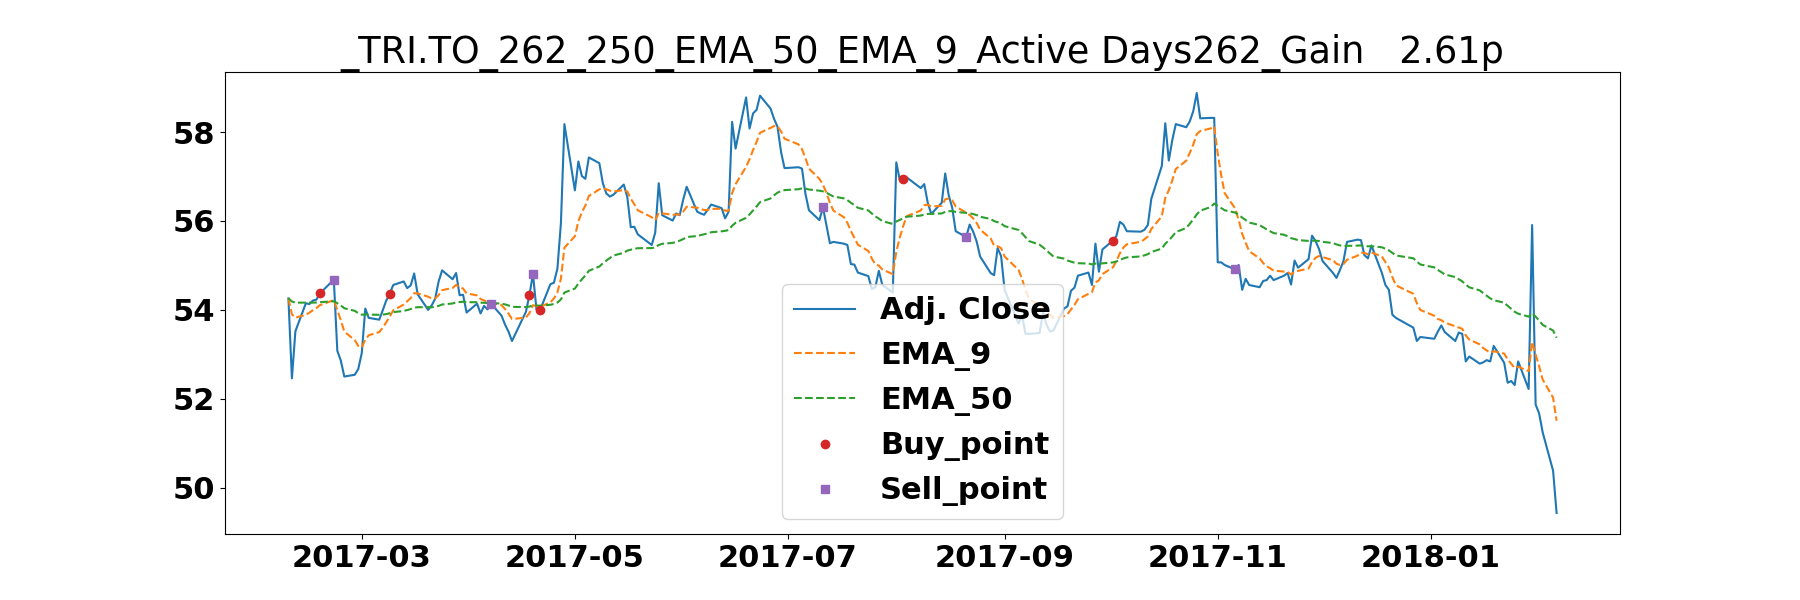 _TRI.TO_262_250_EMA_50_EMA_9_Active Days262_Gain   2.61p
58
56
54
52
50
Adj. Close
EMA_9
EMA_50
Buy_point
Sell_point
2017-03
2017-05
2017-07
2017-09
2017-11
2018-01